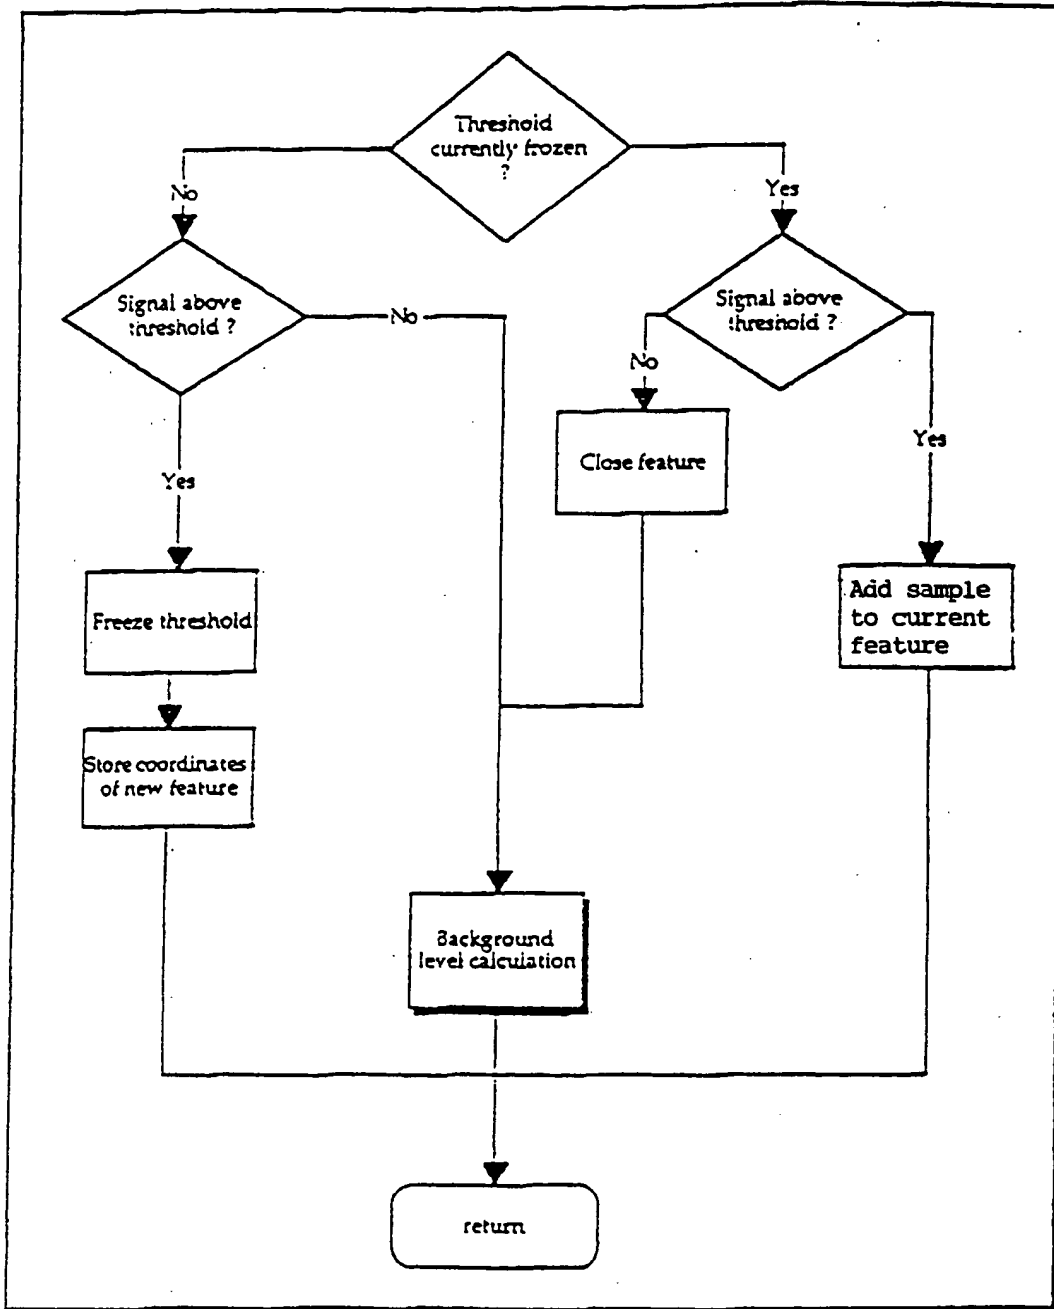 Threshold
currently frozen
?
No
Yes
Signal above
threshold ?
No
Signal above
threshold ?
No
Yes
Close feature
Yes
Freeze threshold
Add sample
to current
feature
Store coordinates
of new feature
Background
level calculation
return